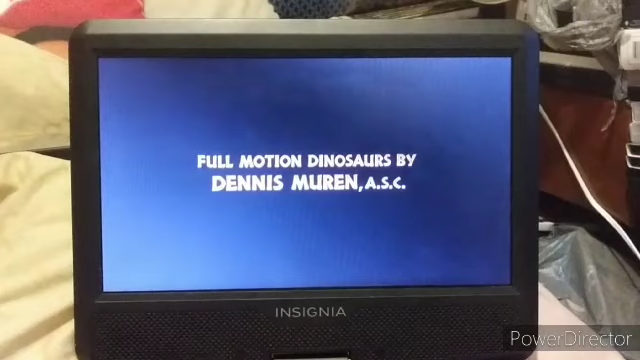 FULL MOTION DINOSAURS BY
DENNIS MUREN, A.S.C.
INSIGNIA
PowerDirector